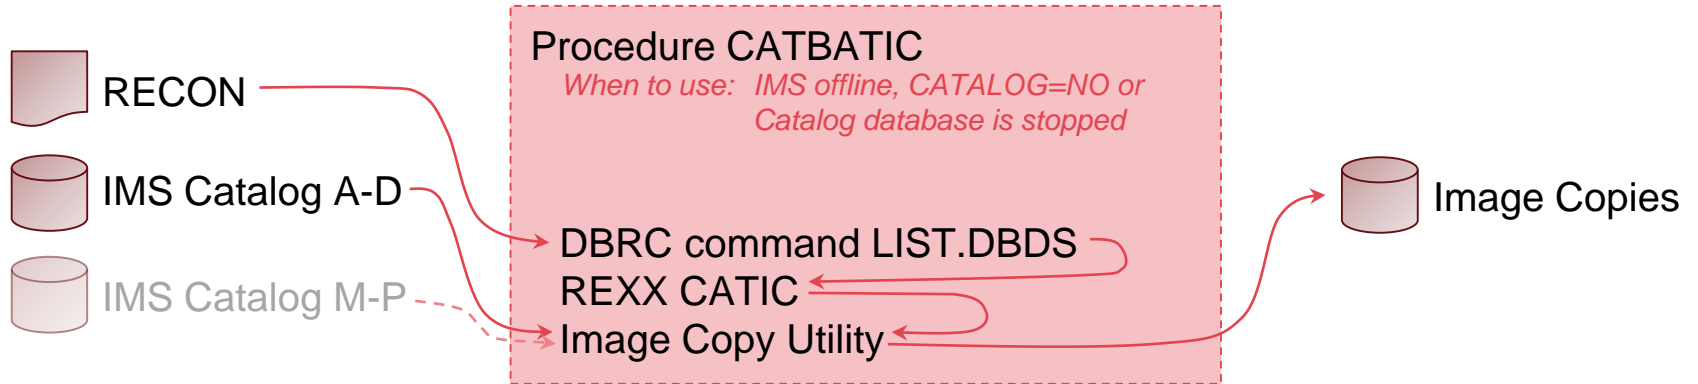 RECON
IMS Catalog A-D
IMS Catalog M-P
Procedure CATBATIC
When to use: IMS offline, CATALOG=NO or
Catalog database is stopped
DBRC command LIST.DBDS
REXX CATIC
Image Copy Utility
Image Copies